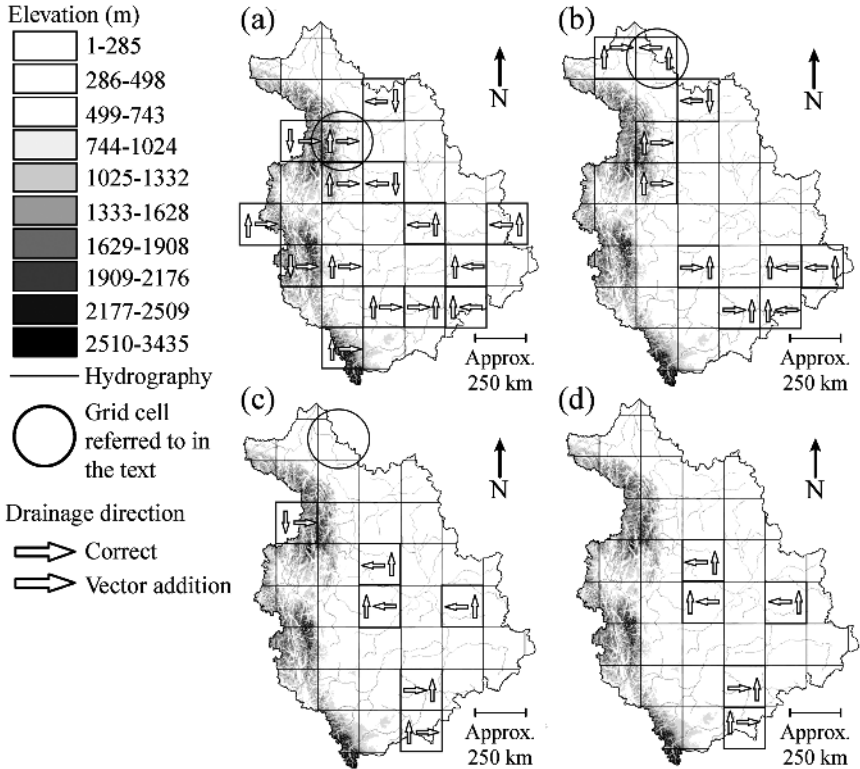 Elevation (m)
1-285
286-498
499-743
744-1024
1025-1332
1333-1628
1629-1908
1909-2176
2177-2509
2510-3435
Hydrography
Grid cell
referred to in
the text
Drainage direction
Correct
Vector addition
(a)
N
Approx.
250 km
(b)
N
Approx.
250 km
(c)
N
Approx.
250 km
(d)
N
Approx.
250 km